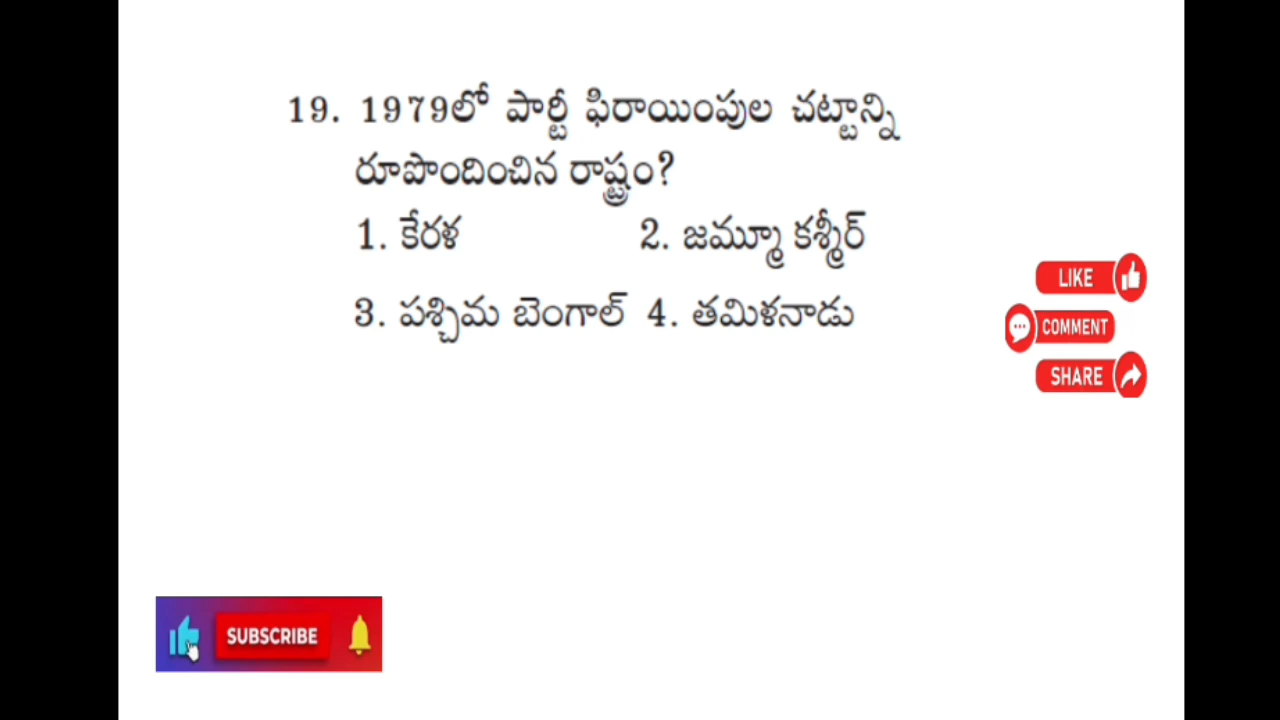 19. 1979లో పార్టీ ఫిరాయింపుల చట్టాన్ని
రూపొందించిన రాష్ట్రం?
1. కేరళ 2. జమ్మూ కశ్మీర్
3. పశ్చిమ బెంగాల్ 4. తమిళనాడు
LIKE
COMMENT
SHARE
SUBSCRIBE